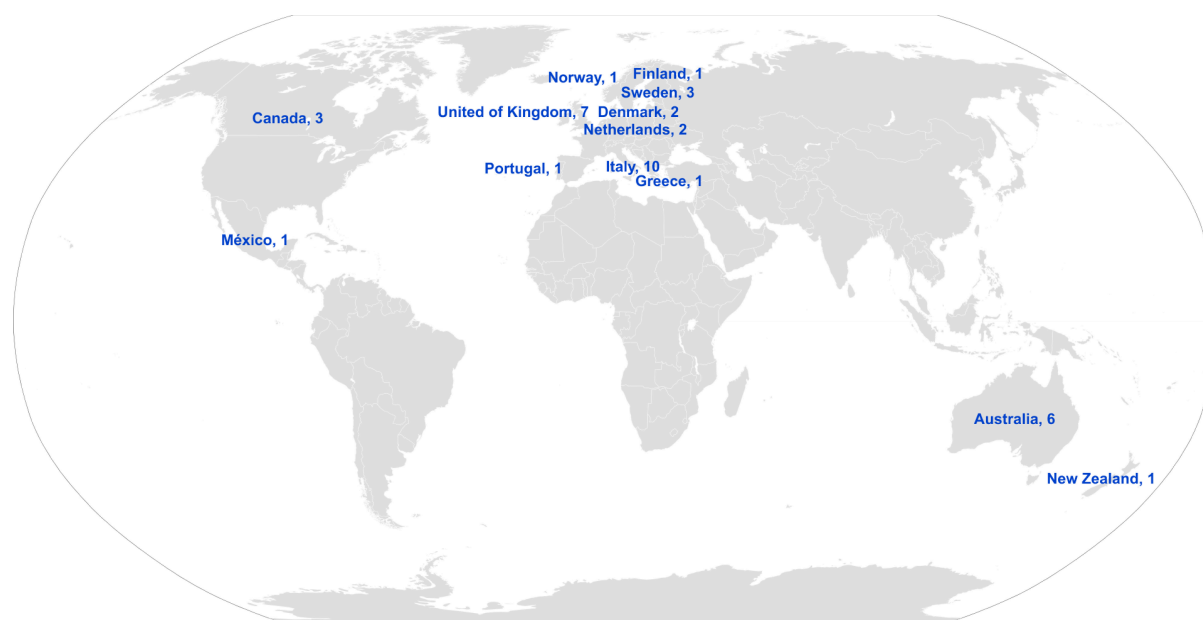 Norway, 1
Finland, 1
Sweden, 3
United of Kingdom, 7
Denmark, 2
Canada, 3
Netherlands, 2
Portugal, 1
Italy, 10
Greece, 1
México, 1
Australia, 6
New Zealand, 1